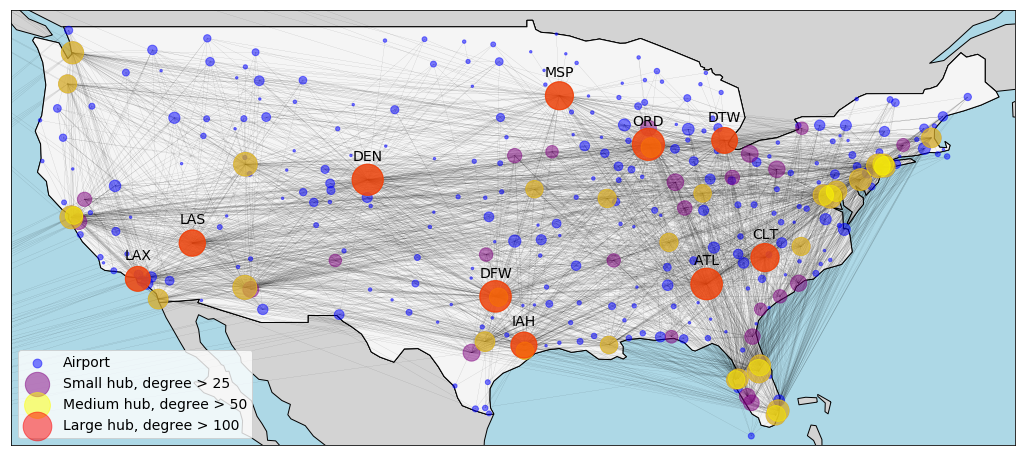 MSP
ORD
DTW
DEN
LAS
CLT
LAX
ATL
DFW
IAH
Airport
Small hub, degree > 25
Medium hub, degree > 50
Large hub, degree > 100